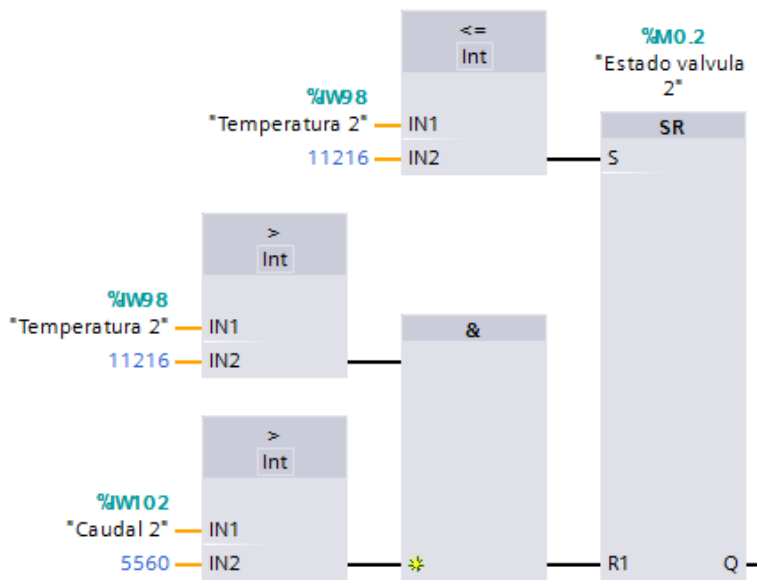 <=
Int
%IW98
"Temperatura 2"
IN1
11216
IN2
%M0.2
"Estado valvula
2"
SR
S
>
Int
%IW98
"Temperatura 2"
IN1
11216
IN2
&
>
Int
%IW102
"Caudal 2"
IN1
5560
IN2
R1
Q